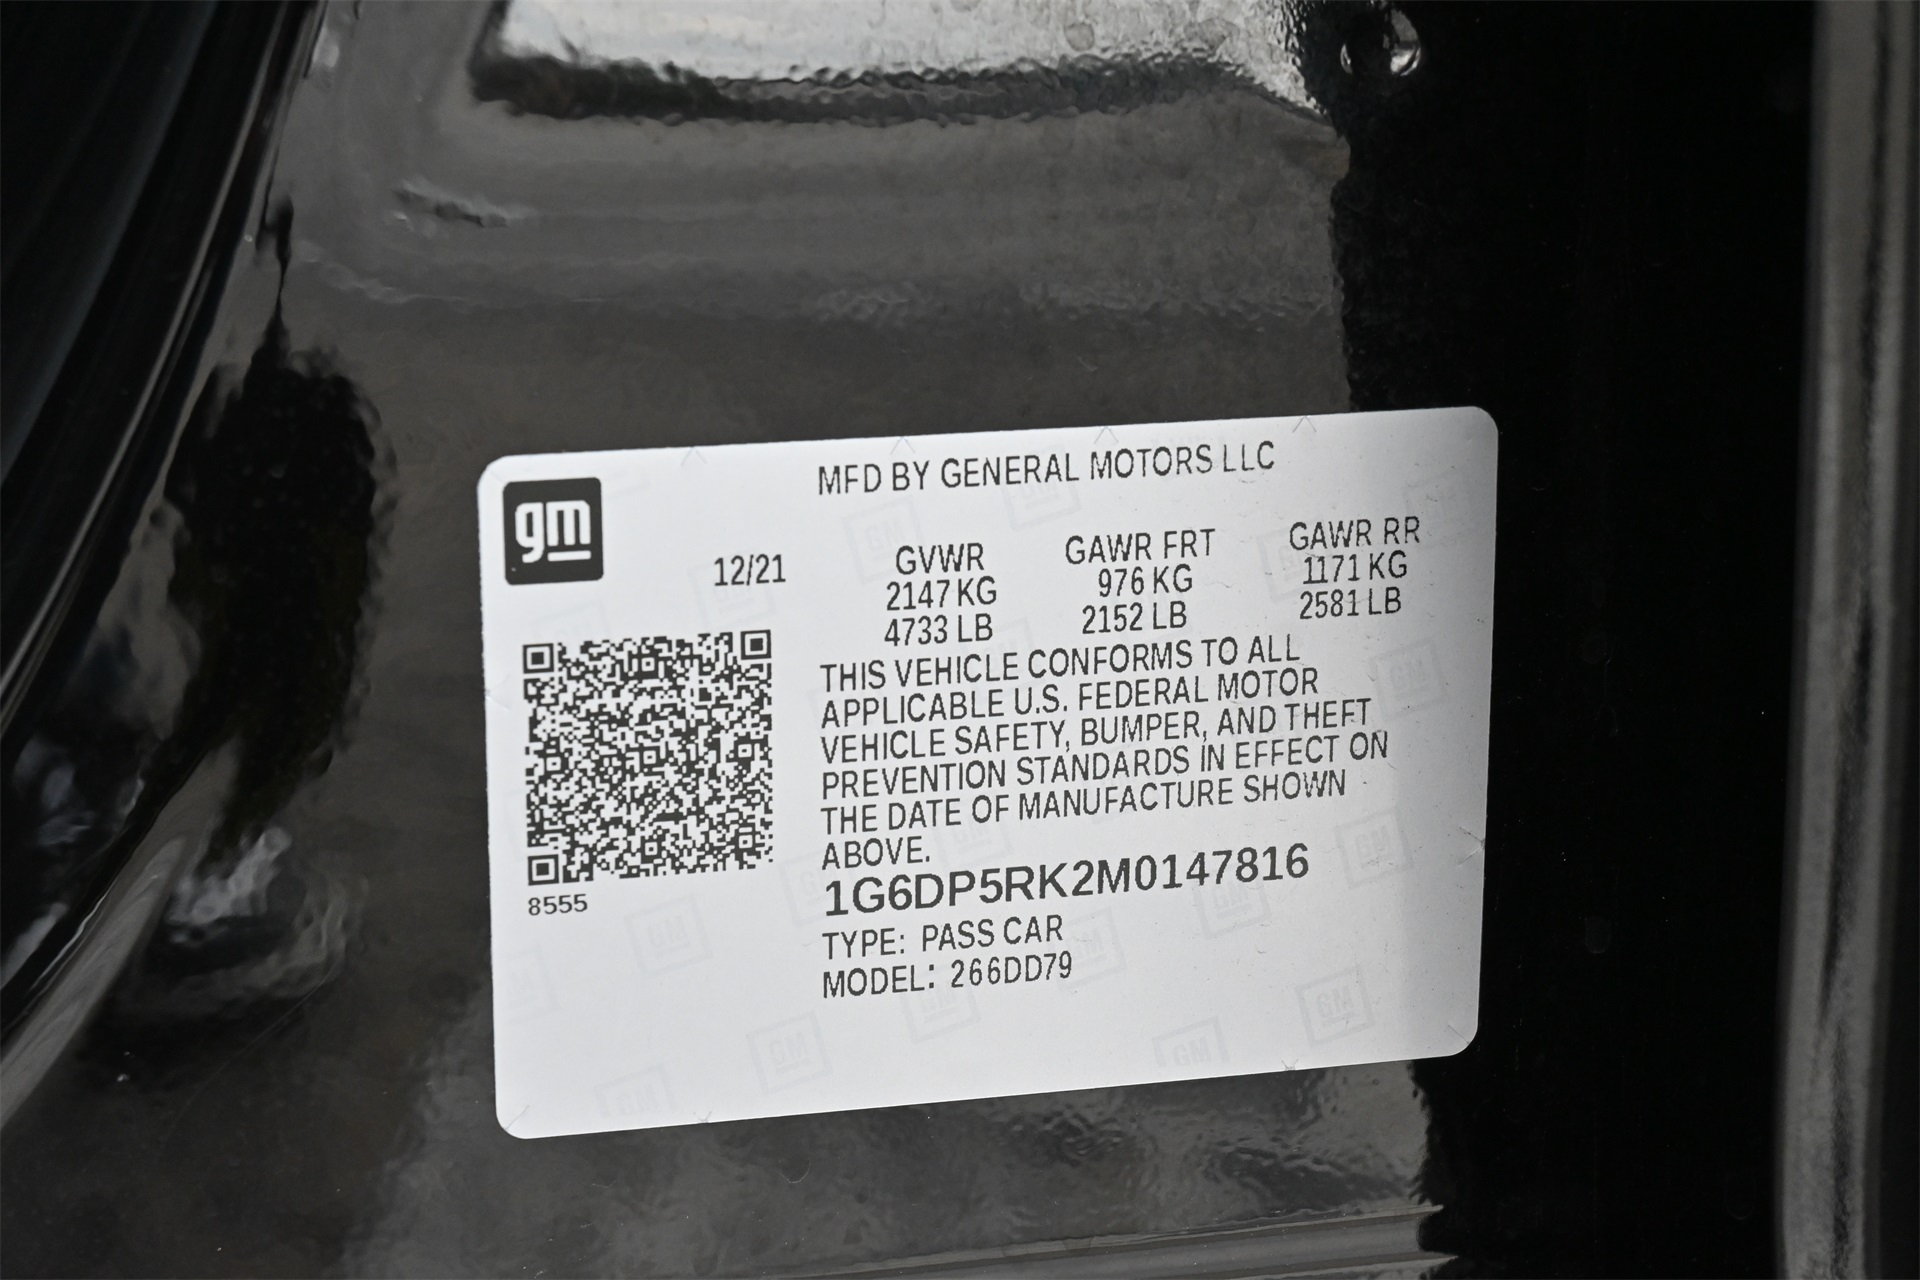 MFD BY GENERAL MOTORS LLC
gm
12/21
GVWR
2147 KG
4733 LB
GAWR FRT
976 KG
2152 LB
GAWR RR
1171 KG
2581 LB
THIS VEHICLE CONFORMS TO ALL
APPLICABLE U.S. FEDERAL MOTOR
VEHICLE SAFETY, BUMPER, AND THEFT
PREVENTION STANDARDS IN EFFECT ON
THE DATE OF MANUFACTURE SHOWN
ABOVE.
1G6DP5RK2M0147816
TYPE: PASS CAR
MODEL: 266DD79
8555